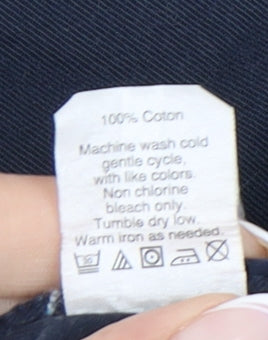 100% Coton
Machine wash cold
gentle cycle,
with like colors.
Non chlorine
bleach only.
Tumble dry low.
Warm iron as needed.
30